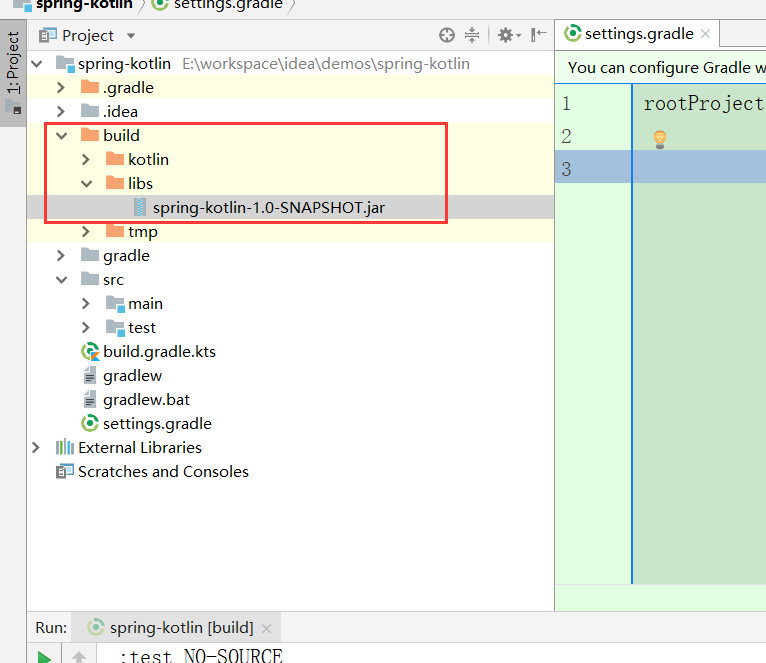 spring-kotlin settings.gradle
1: Project
Project
settings.gradle
spring-kotlin E:\workspace\idea\demos\spring-kotlin
You can configure Gradle w
.gradle
.idea
build
kotlin
libs
spring-kotlin-1.0-SNAPSHOT.jar
tmp
gradle
src
main
test
build.gradle.kts
gradlew
gradlew.bat
settings.gradle
External Libraries
Scratches and Consoles
1 rootProject
2
3
Run: spring-kotlin [build]
:test NO-SOURCE